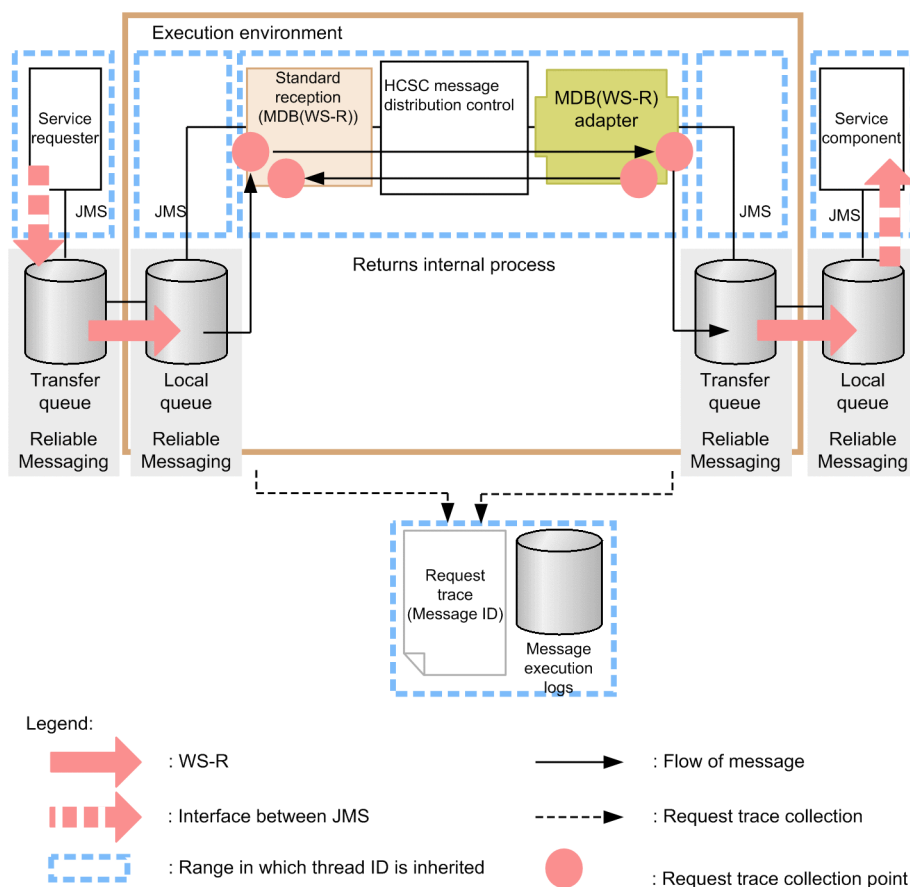 Execution environment
Service
requester
JMS
JMS
Standard
reception
(MDB(WS-R))
HCSC message
distribution control
MDB(WS-R)
adapter
JMS
Service
component
JMS
Returns internal process
Transfer
queue
Reliable
Messaging
Local
queue
Reliable
Messaging
Transfer
queue
Reliable
Messaging
Local
queue
Reliable
Messaging
Request
trace
(Message ID)
Message
execution
logs
Legend:
: WS-R
: Flow of message
: Interface between JMS
: Request trace collection
: Range in which thread ID is inherited
: Request trace collection point